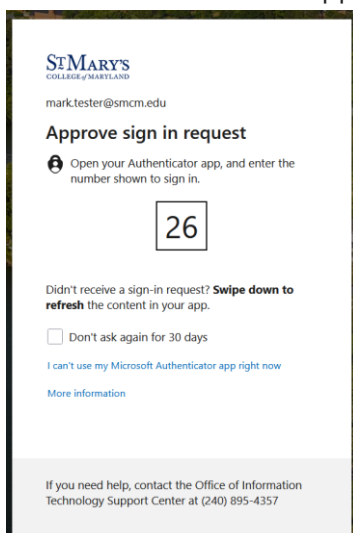 ST MARY'S
COLLEGE of MARYLAND
mark.tester@smcm.edu
Approve sign in request
Open your Authenticator app, and enter the
number shown to sign in.
26
Didn't receive a sign-in request? Swipe down to
refresh the content in your app.
Don't ask again for 30 days
I can't use my Microsoft Authenticator app right now
More information
If you need help, contact the Office of Information
Technology Support Center at (240) 895-4357